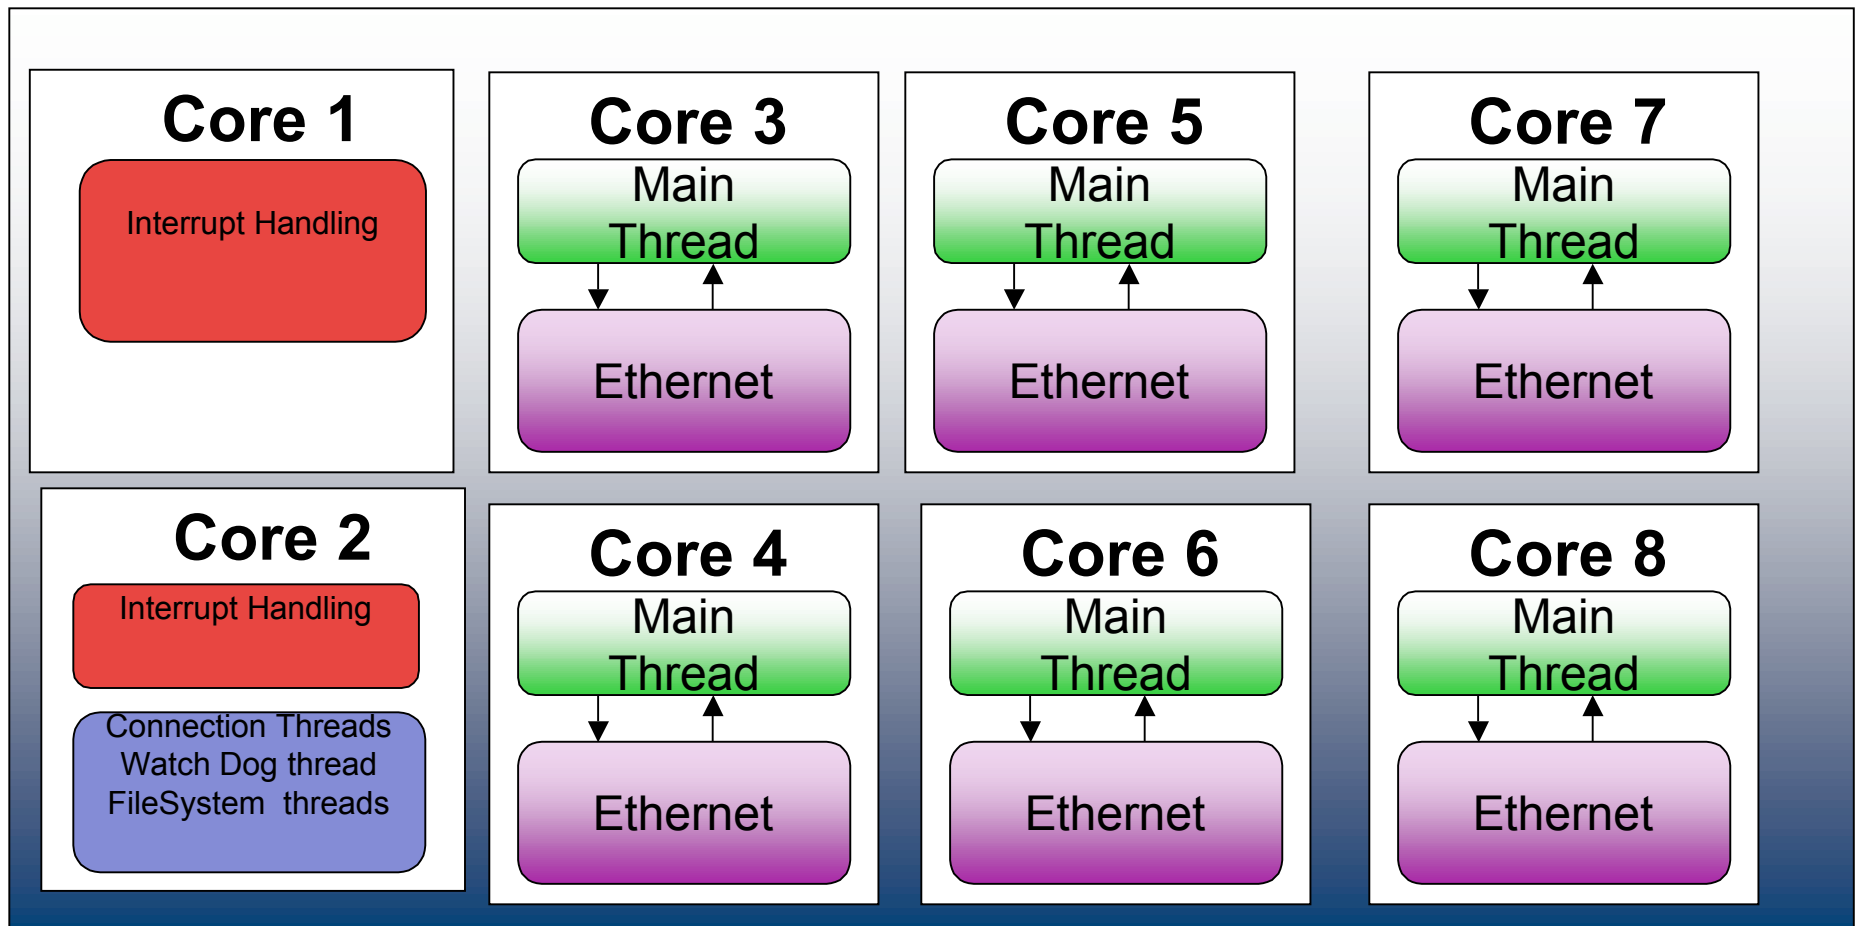 Core 1
Interrupt Handling
Core 3
Main
Thread
Ethernet
Core 5
Main
Thread
Ethernet
Core 7
Main
Thread
Ethernet
Core 2
Interrupt Handling
Connection Threads
Watch Dog thread
FileSystem threads
Core 4
Main
Thread
Ethernet
Core 6
Main
Thread
Ethernet
Core 8
Main
Thread
Ethernet